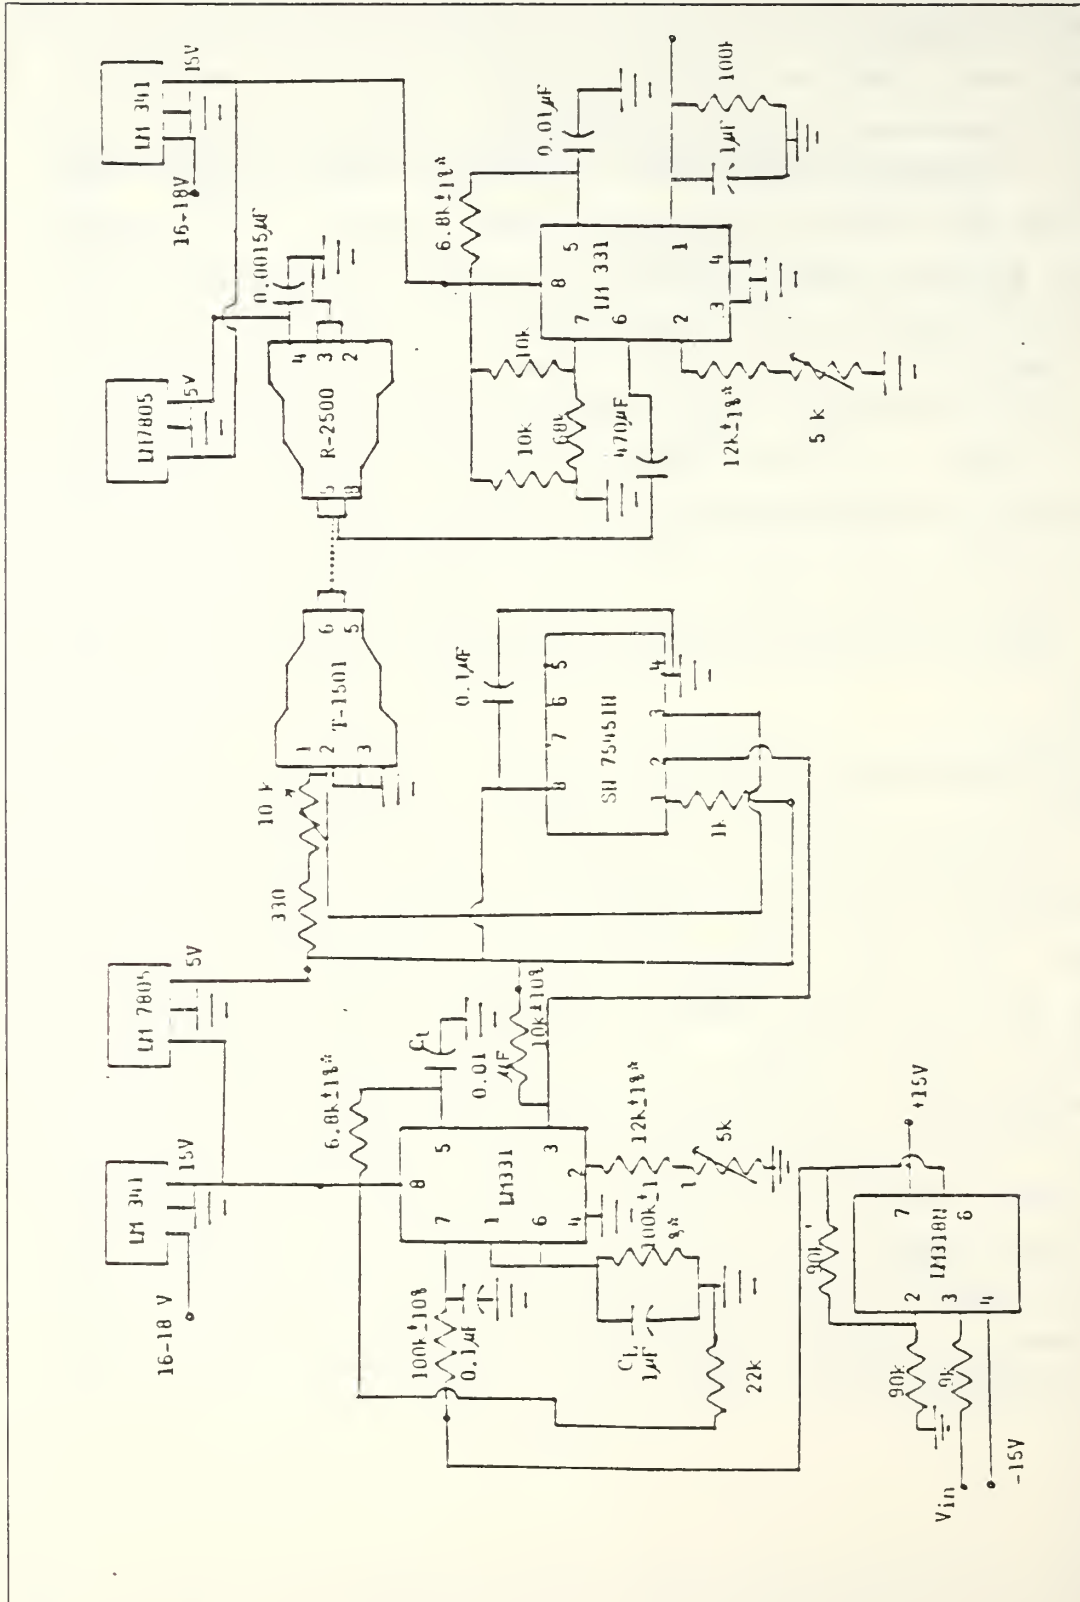 LM 341
15V
16-18V
LM7805
5V
0.0015µF
4
3
2
R-2500
6.8k±1%*
0.01µF
5
8
7
LM 331
6
1
2
3
4
10k
10k
68k
470µF
12k±1%*
5 k
1µF
T-1501
1
2
3
6
5
10 k
330
0.1µF
8
7
6
5
SN 75451N
1
2
3
4
1k
LM 7805
5V
LM 341
15V
16-18 V
6.8k±1%*
Ct
0.01
µF
10k±10%
8
5
7
LM331
1
3
6
4
2
100k±10%
0.1µF
12k±1%*
5k
100k±1
%*
CL
1µF
22k
+15V
90k
7
2
LM318N
3
6
4
90k
9k
Vin
-15V